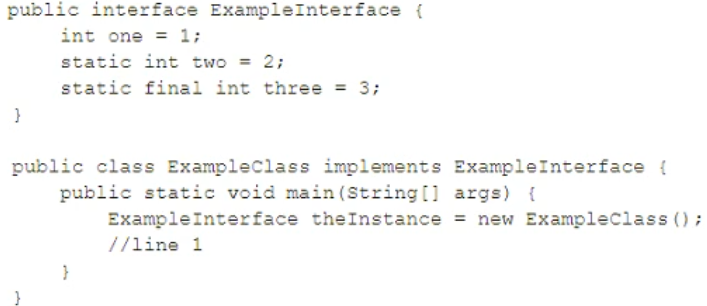 public interface ExampleInterface {
int one = 1;
static int two = 2;
static final int three = 3;
}
public class ExampleClass implements ExampleInterface {
public static void main(String[] args) {
ExampleInterface theInstance = new ExampleClass();
//line 1
}
}